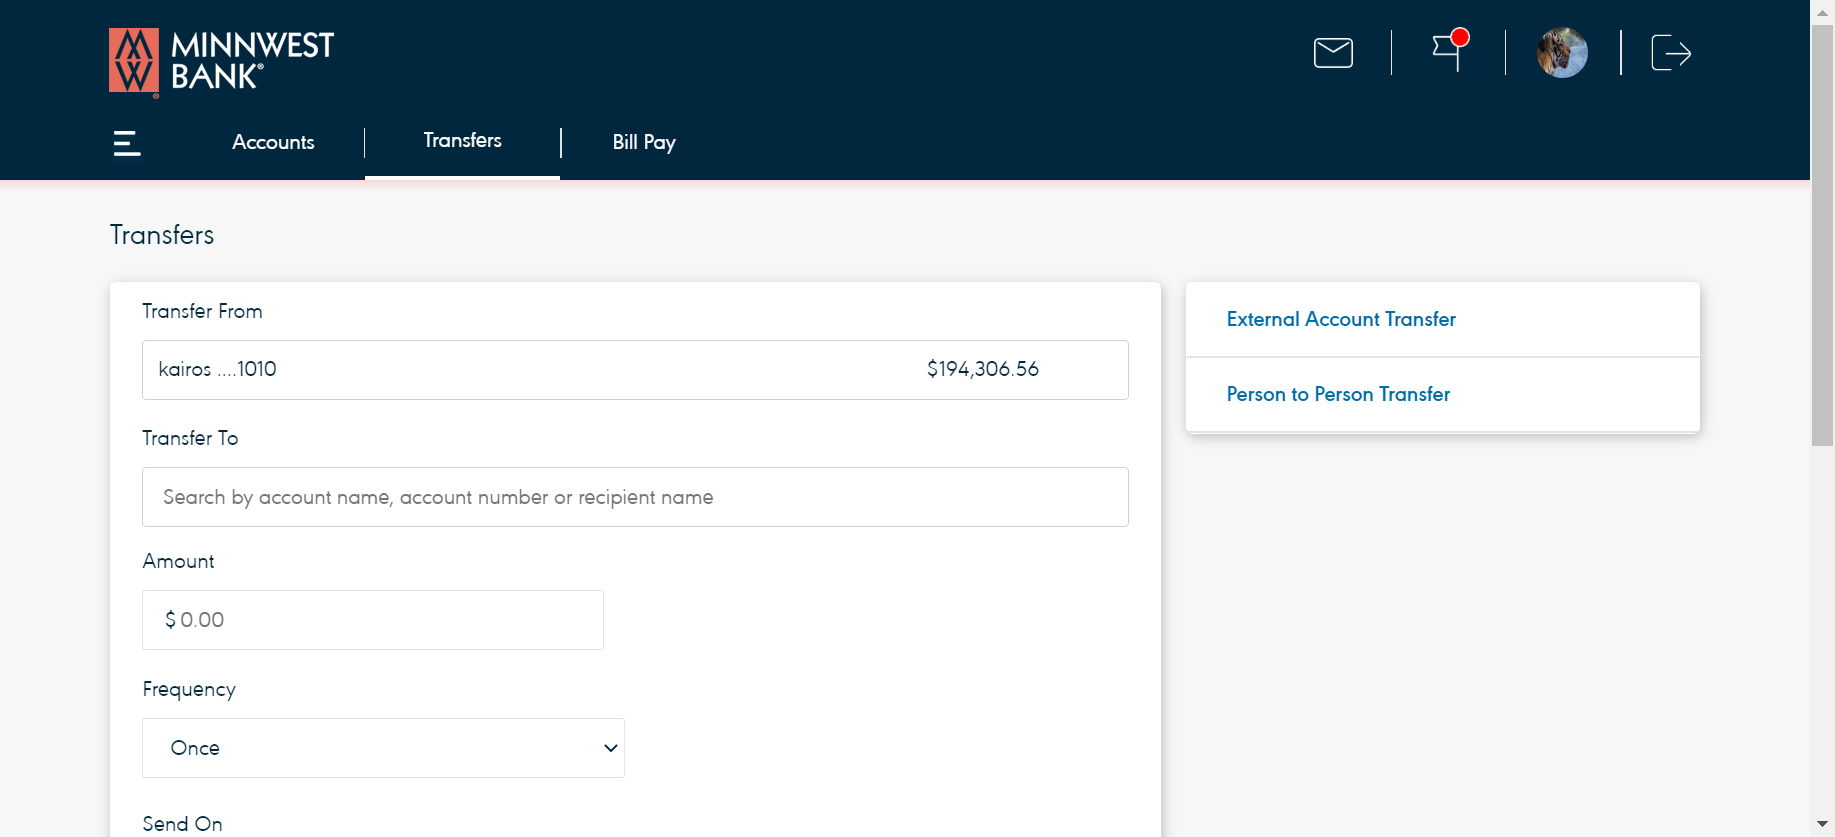 MINNWEST
BANK®
Accounts
Transfers
Bill Pay
Transfers
Transfer From
kairos ....1010 $194,306.56
Transfer To
Search by account name, account number or recipient name
Amount
$ 0.00
Frequency
Once
Send On
External Account Transfer
Person to Person Transfer